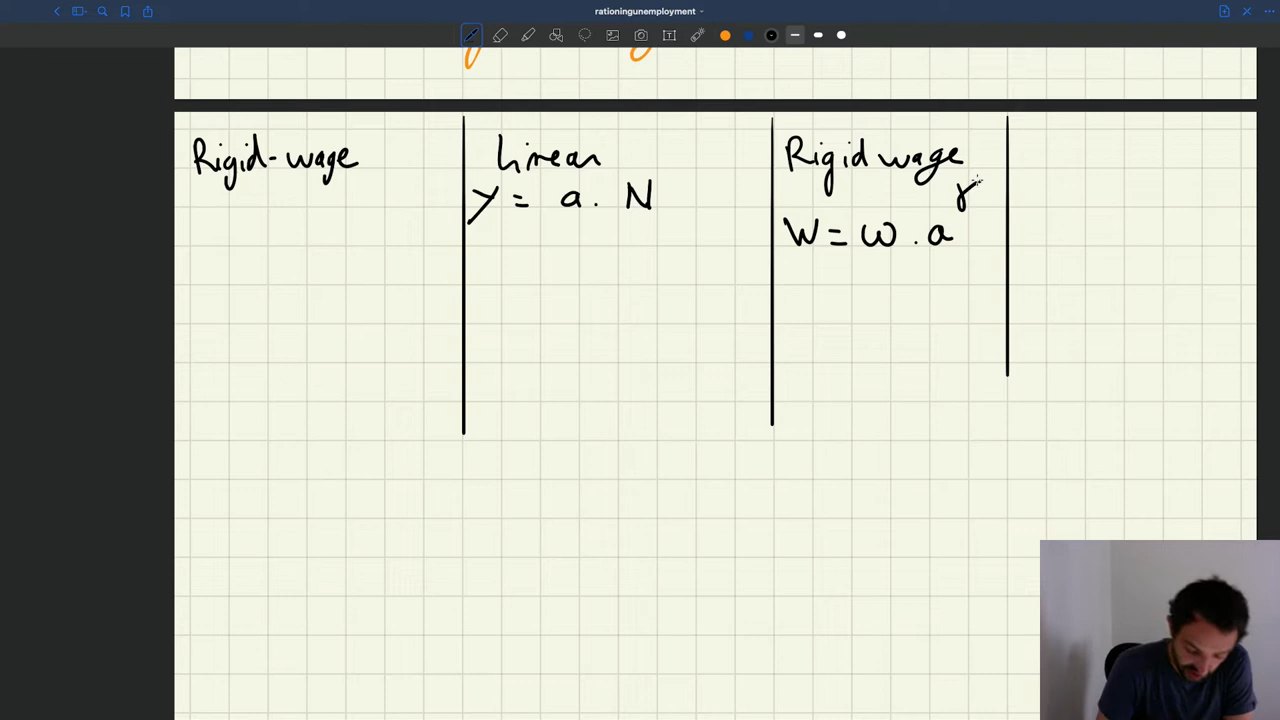 rationingunemployment
Rigid-wage
Linear
Y = a. N
Rigid wage
W = ω . a^γ